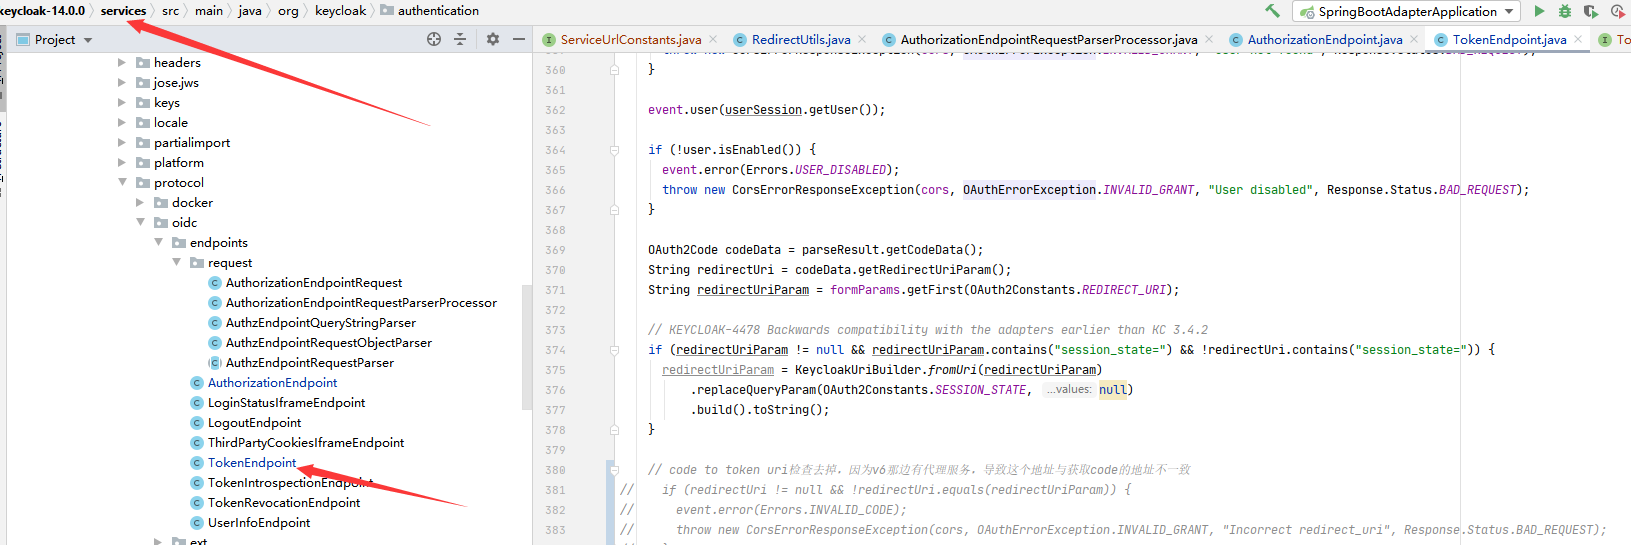 keycloak-14.0.0 〉 services 〉 src 〉 main 〉 java 〉 org 〉 keycloak 〉 authentication
SpringBootAdapterApplication
Project
ServiceUrlConstants.java
RedirectUtils.java
AuthorizationEndpointRequestParserProcessor.java
AuthorizationEndpoint.java
TokenEndpoint.java
To
headers
jose.jws
keys
locale
partialimport
platform
protocol
docker
oidc
endpoints
request
AuthorizationEndpointRequest
AuthorizationEndpointRequestParserProcessor
AuthzEndpointQueryStringParser
AuthzEndpointRequestObjectParser
AuthzEndpointRequestParser
AuthorizationEndpoint
LoginStatusIframeEndpoint
LogoutEndpoint
ThirdPartyCookiesIframeEndpoint
TokenEndpoint
TokenIntrospectionEndpoint
TokenRevocationEndpoint
UserInfoEndpoint
ext
360 }
361
362 event.user(userSession.getUser());
363
364 if (!user.isEnabled()) {
365 event.error(Errors.USER_DISABLED);
366 throw new CorsErrorResponseException(cors, OAuthErrorException.INVALID_GRANT, "User disabled", Response.Status.BAD_REQUEST);
367 }
368
369 OAuth2Code codeData = parseResult.getCodeData();
370 String redirectUri = codeData.getRedirectUriParam();
371 String redirectUriParam = formParams.getFirst(OAuth2Constants.REDIRECT_URI);
372
373 // KEYCLOAK-4478 Backwards compatibility with the adapters earlier than KC 3.4.2
374 if (redirectUriParam != null && redirectUriParam.contains("session_state=") && !redirectUri.contains("session_state=")) {
375 redirectUriParam = KeycloakUriBuilder.fromUri(redirectUriParam)
376 .replaceQueryParam(OAuth2Constants.SESSION_STATE, ...values: null)
377 .build().toString();
378 }
379
380 // code to token uri检查去掉，因为v6那边有代理服务，导致这个地址与获取code的地址不一致
381 // if (redirectUri != null && !redirectUri.equals(redirectUriParam)) {
382 // event.error(Errors.INVALID_CODE);
383 // throw new CorsErrorResponseException(cors, OAuthErrorException.INVALID_GRANT, "Incorrect redirect_uri", Response.Status.BAD_REQUEST);